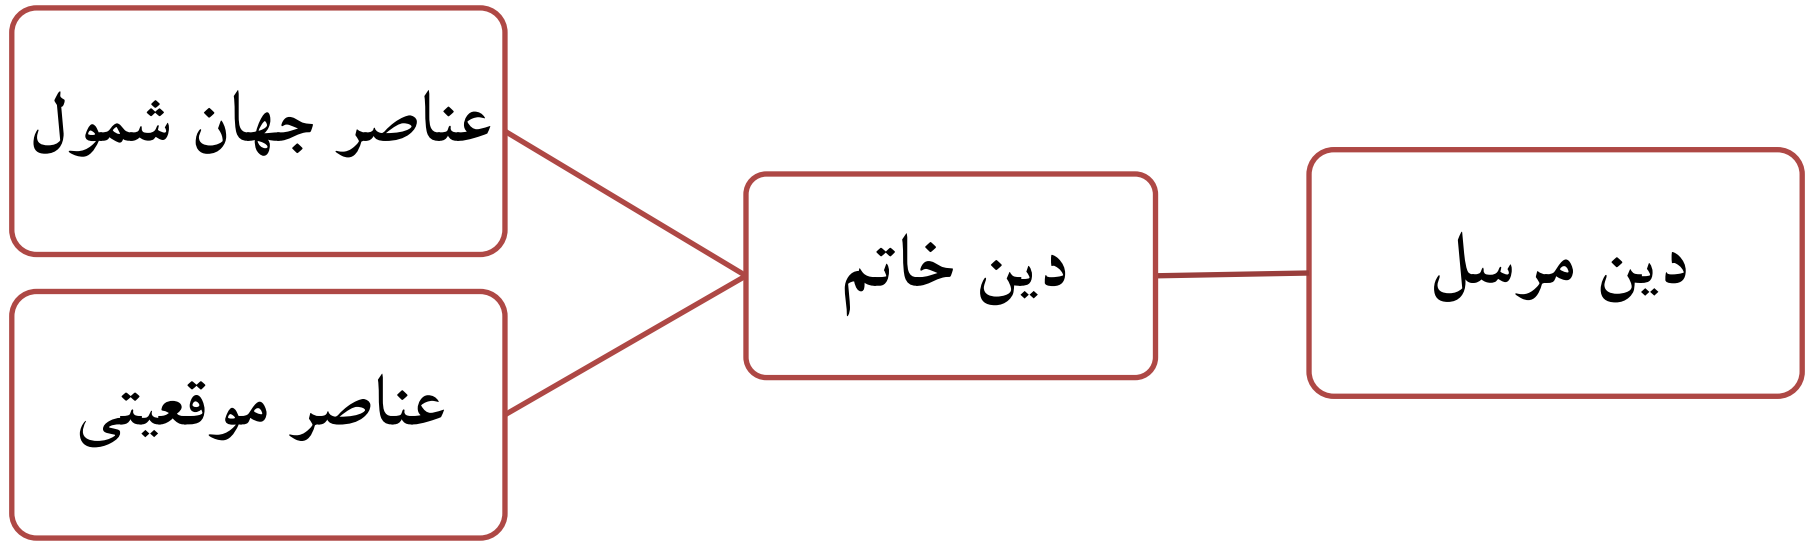 دین مرسل
دین خاتم
عناصر جهان شمول
عناصر موقعیتی